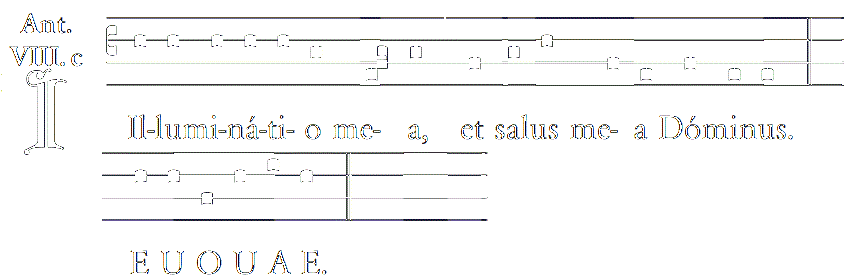 Ant.
VIII. c
I Il-lumi-ná-ti- o me- a, et salus me- a Dóminus.
E U O U A E.